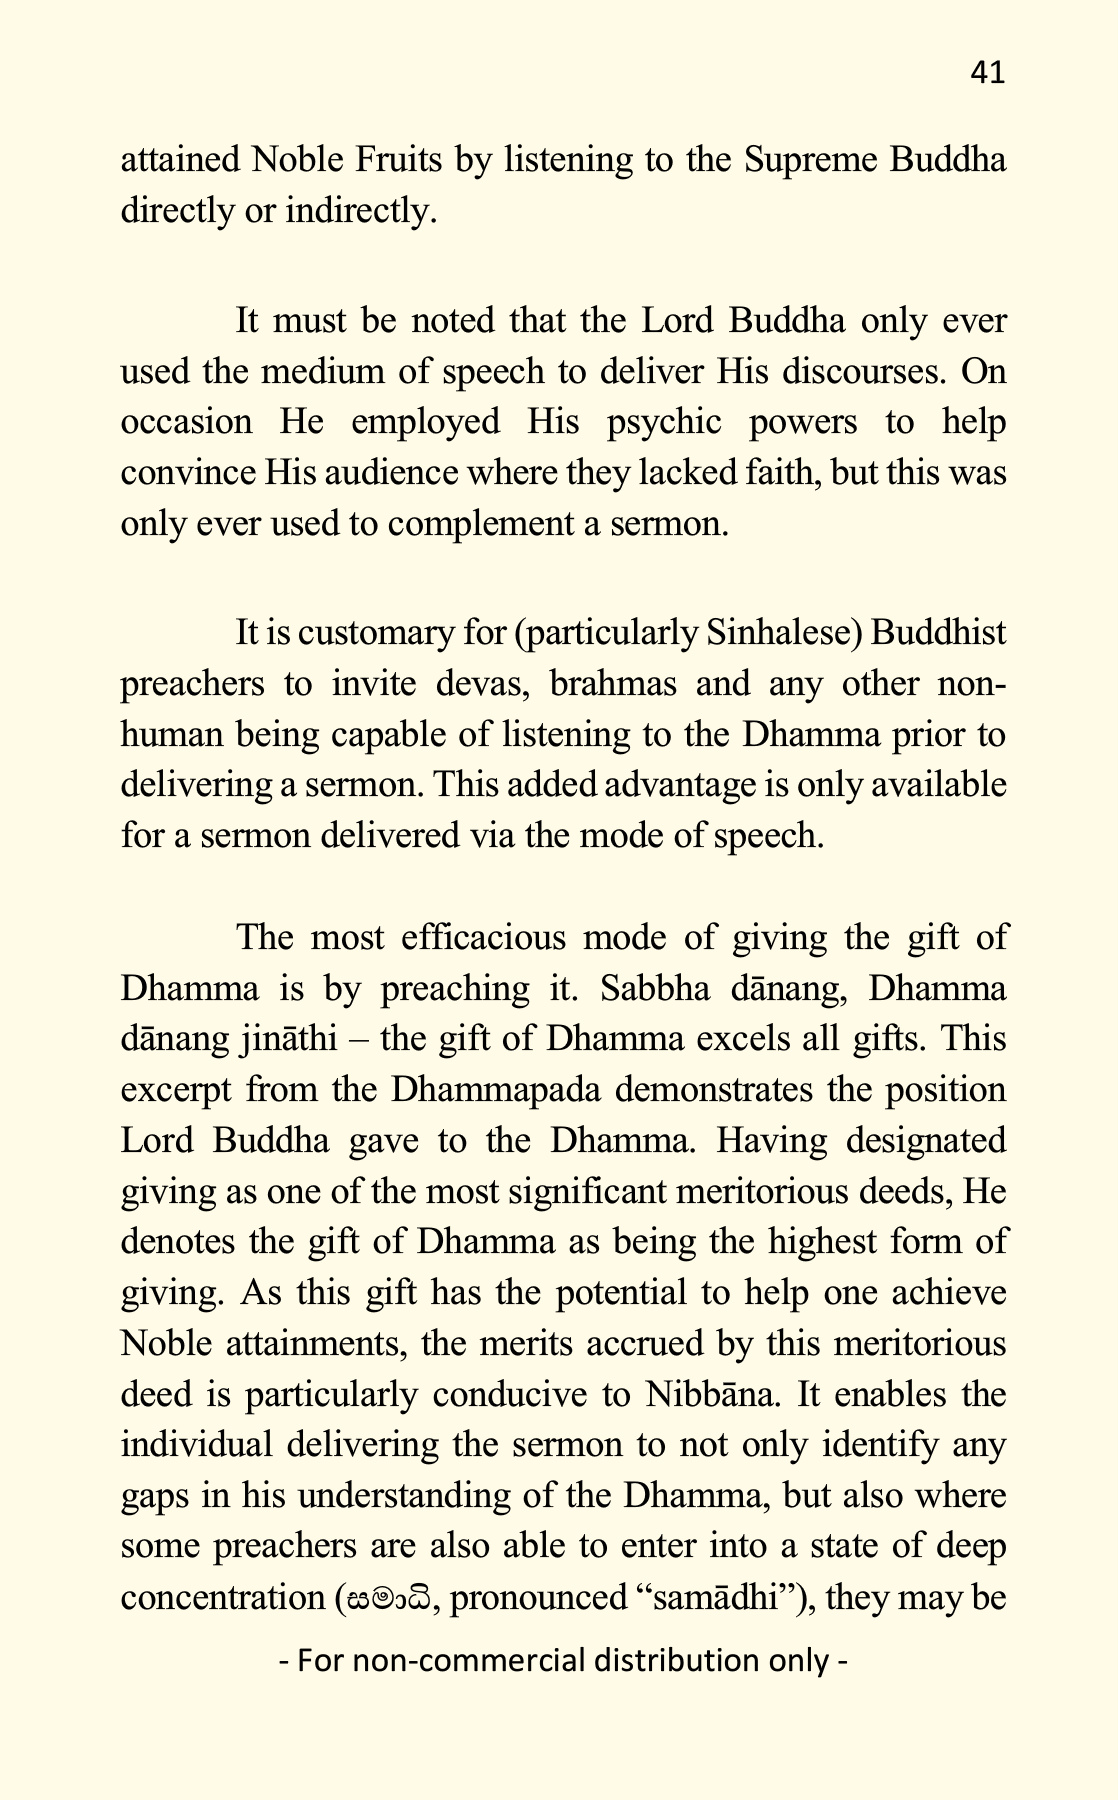 41
attained Noble Fruits by listening to the Supreme Buddha
directly or indirectly.
It must be noted that the Lord Buddha only ever
used the medium of speech to deliver His discourses. On
occasion He employed His psychic powers to help
convince His audience where they lacked faith, but this was
only ever used to complement a sermon.
It is customary for (particularly Sinhalese) Buddhist
preachers to invite devas, brahmas and any other non-
human being capable of listening to the Dhamma prior to
delivering a sermon. This added advantage is only available
for a sermon delivered via the mode of speech.
The most efficacious mode of giving the gift of
Dhamma is by preaching it. Sabbha dānang, Dhamma
dānang jināthi – the gift of Dhamma excels all gifts. This
excerpt from the Dhammapada demonstrates the position
Lord Buddha gave to the Dhamma. Having designated
giving as one of the most significant meritorious deeds, He
denotes the gift of Dhamma as being the highest form of
giving. As this gift has the potential to help one achieve
Noble attainments, the merits accrued by this meritorious
deed is particularly conducive to Nibbāna. It enables the
individual delivering the sermon to not only identify any
gaps in his understanding of the Dhamma, but also where
some preachers are also able to enter into a state of deep
concentration (සමාධි, pronounced “samādhi”), they may be
- For non-commercial distribution only -